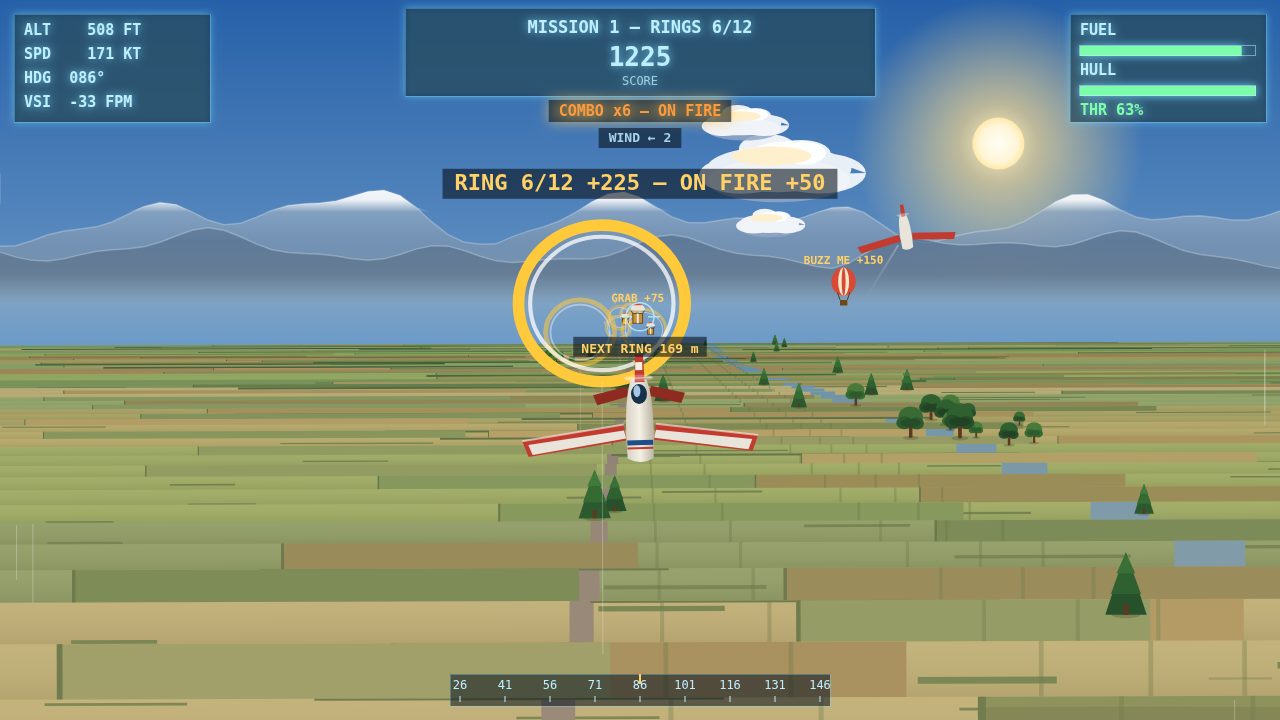 ALT 508 FT
SPD 171 KT
HDG 086°
VSI -33 FPM
MISSION 1 — RINGS 6/12
1225
SCORE
COMBO x6 — ON FIRE
WIND ← 2
RING 6/12 +225 — ON FIRE +50
FUEL
HULL
THR 63%
BUZZ ME +150
GRAB +75
NEXT RING 169 m
26 41 56 71 86 101 116 131 146